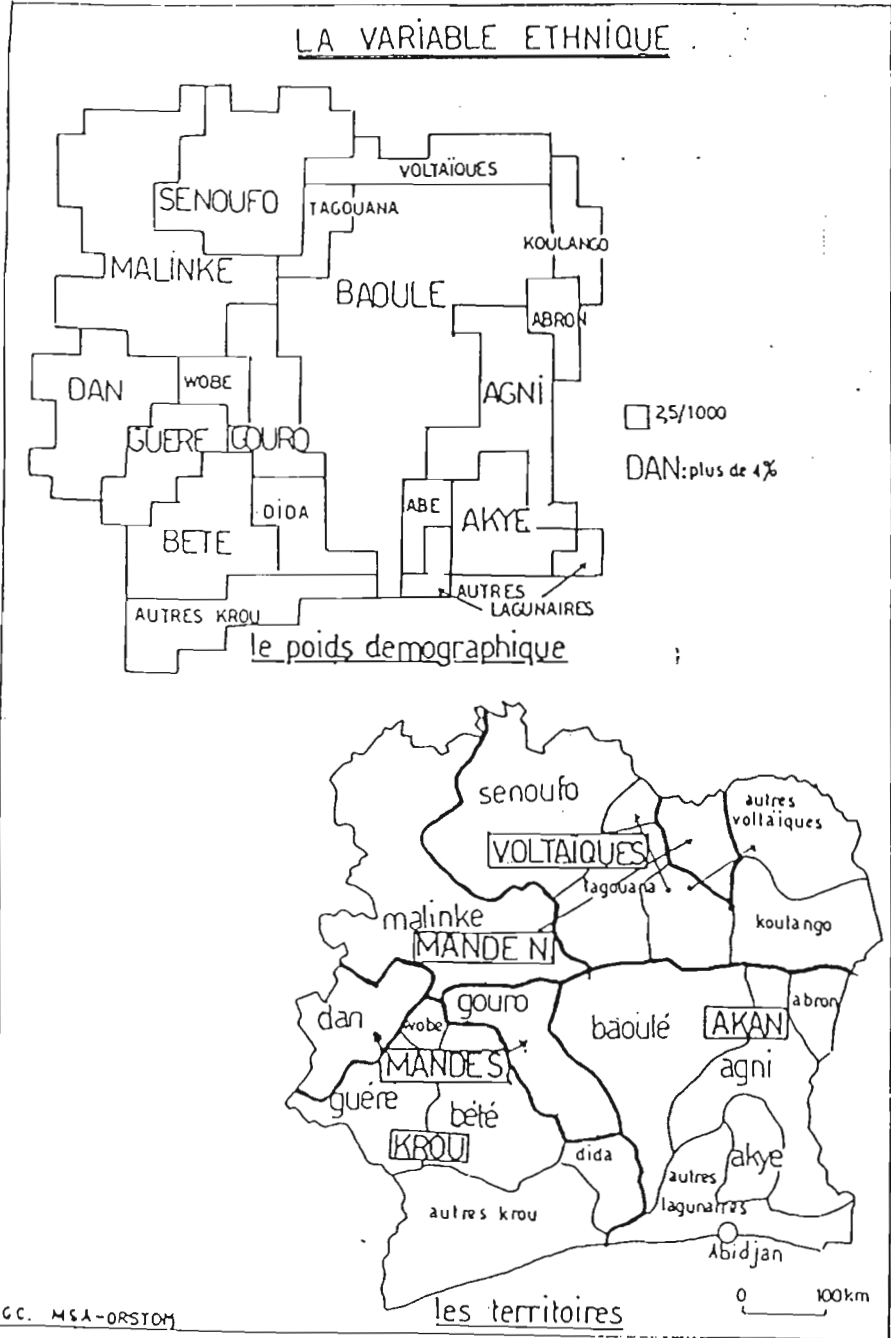 LA VARIABLE ETHNIQUE
VOLTAÏQUES
SENOUFO
TAGOUANA
KOULANGO
MALINKE
BAOULE
ABRON
DAN
WOBE
AGNI
2,5/1000
GUERE
GOURO
DAN: plus de 1%
DIDA
ABE
AKYE
BETE
AUTRES
LAGUNAIRES
AUTRES KROU
le poids demographique
senoufo
autres
voltaïques
VOLTAÏQUES
tagouana
malinke
koulango
MANDE N
gouro
abron
dan
wobe
baoulé
AKAN
MANDE S
agni
guére
bété
KROU
dida
akye
autres
lagunaires
autres krou
Abidjan
0 100km
GC. MSA-ORSTOM
les territoires